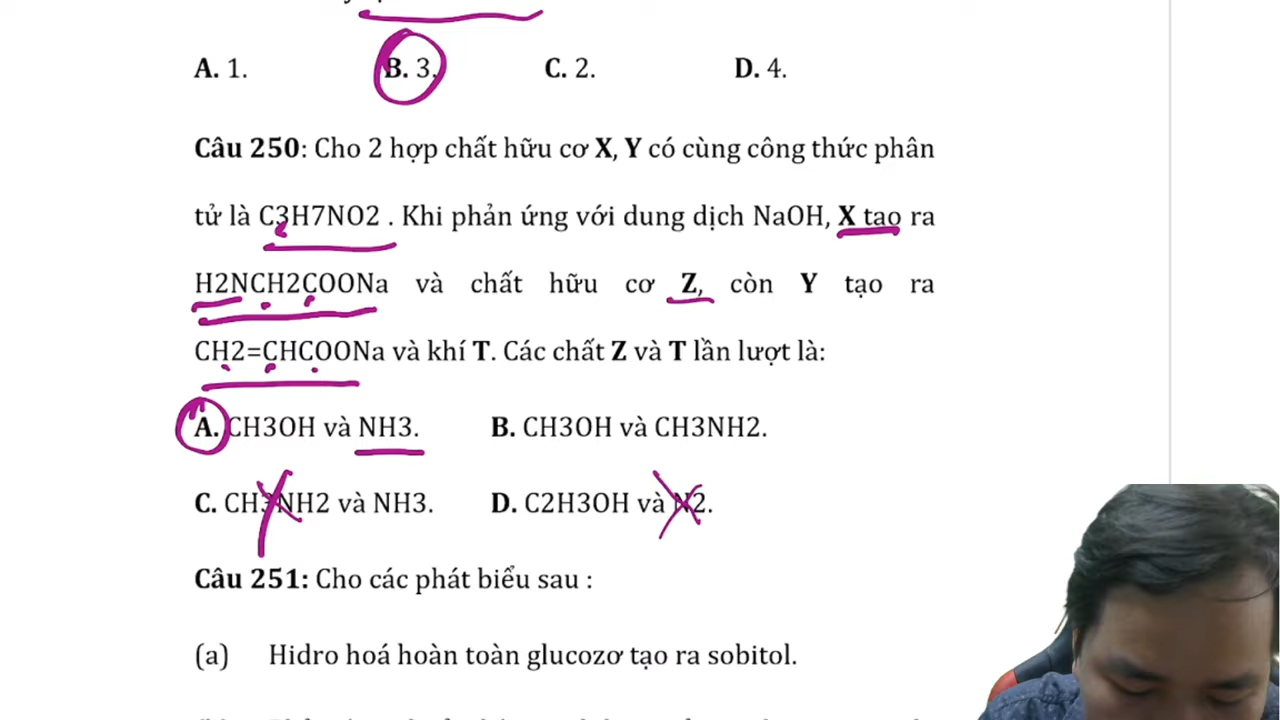 A. 1. B. 3. C. 2. D. 4.
Câu 250: Cho 2 hợp chất hữu cơ X, Y có cùng công thức phân
tử là C3H7NO2 . Khi phản ứng với dung dịch NaOH, X tạo ra
H2NCH2COONa và chất hữu cơ Z, còn Y tạo ra
CH2=CHCOONa và khí T. Các chất Z và T lần lượt là:
A. CH3OH và NH3. B. CH3OH và CH3NH2.
C. CH3NH2 và NH3. D. C2H3OH và N2.
Câu 251: Cho các phát biểu sau :
(a) Hidro hoá hoàn toàn glucozơ tạo ra sobitol.